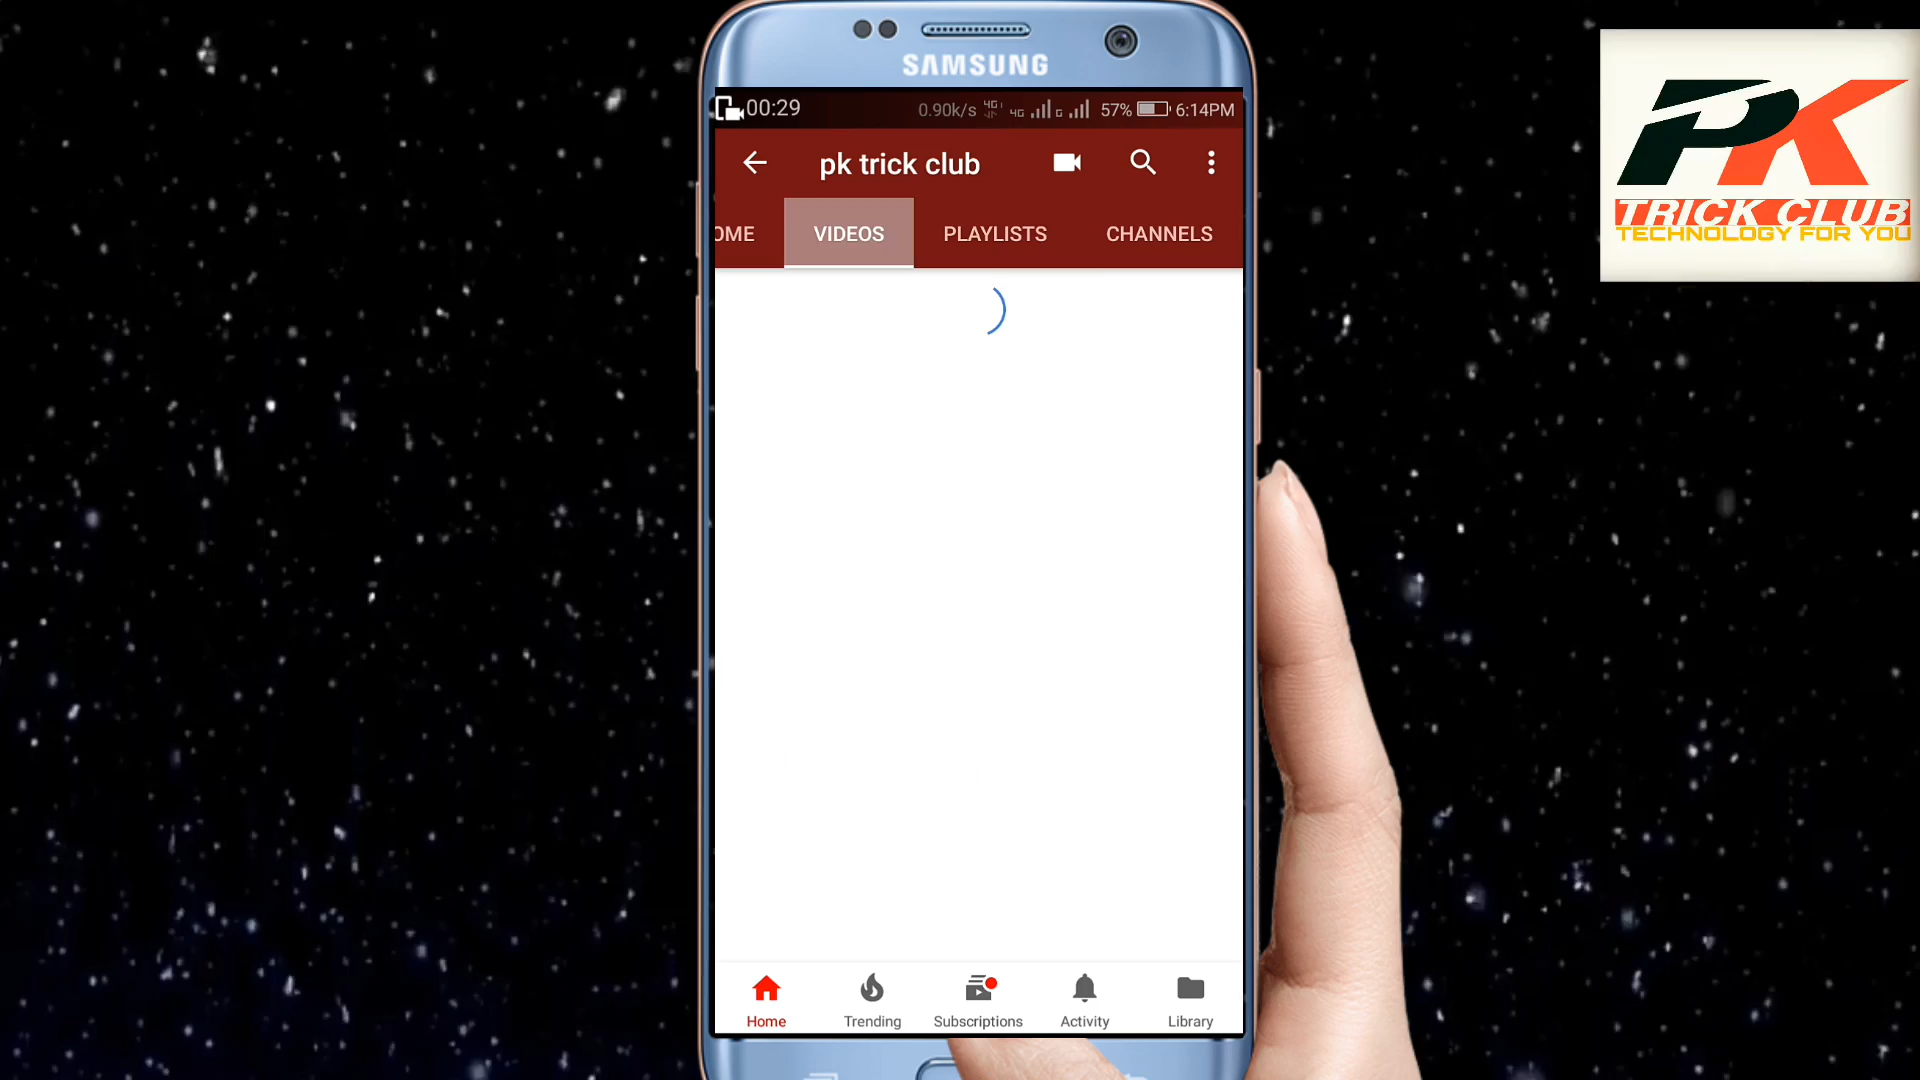 SAMSUNG
00:29 0.90k/s 4G 4G G 57% 6:14PM
pk trick club
OME VIDEOS PLAYLISTS CHANNELS
Home Trending Subscriptions Activity Library
PK
TRICK CLUB
TECHNOLOGY FOR YOU